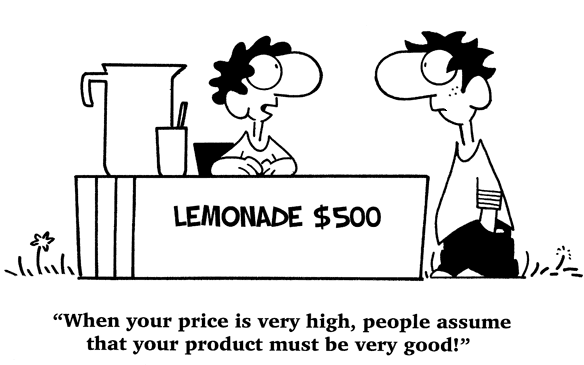 LEMONADE $500
“When your price is very high, people assume
that your product must be very good!”